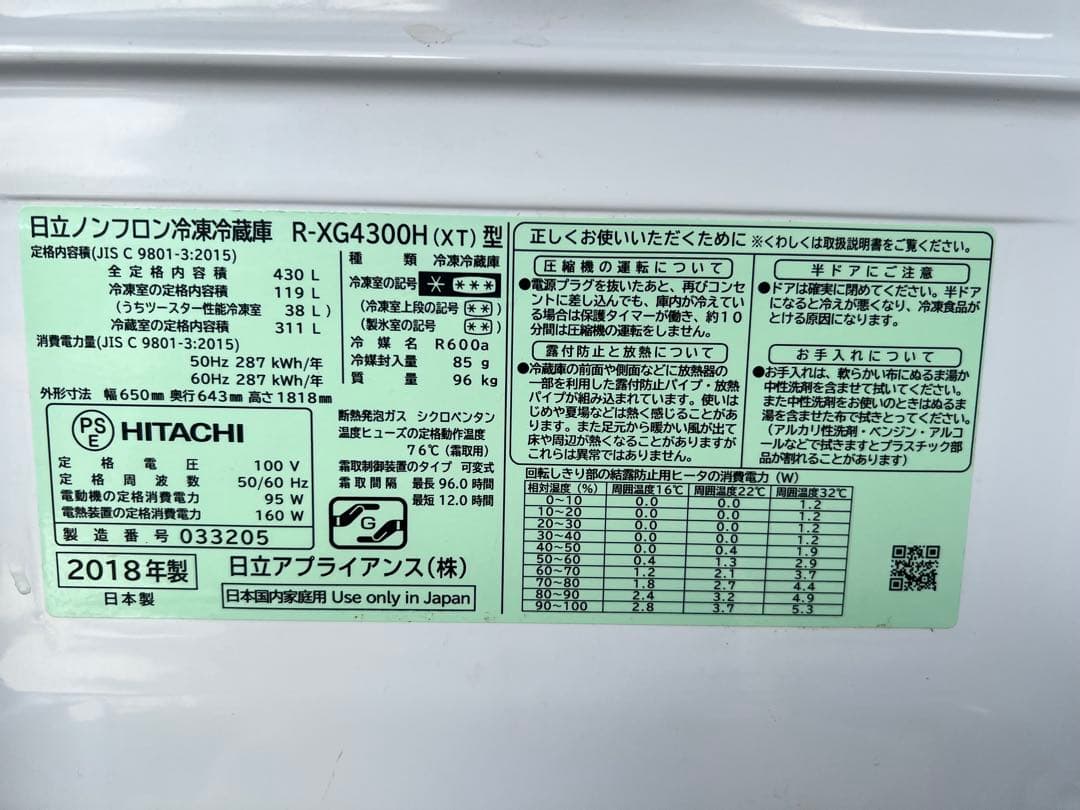 日立ノンフロン冷凍冷蔵庫 R-XG4300H(XT)型
定格内容積(JIS C 9801-3:2015)
全定格内容積 430 L
冷凍室の定格内容積 119 L
(うちツースター性能冷凍室 38 L)
冷蔵室の定格内容積 311 L
消費電力量(JIS C 9801-3:2015)
50Hz 287 kWh/年
60Hz 287 kWh/年
外形寸法 幅650mm 奥行643mm 高さ1818mm
種類 冷凍冷蔵庫
冷凍室の記号 * ***
(冷凍室上段の記号 **)
(製氷室の記号 **)
冷媒名 R600a
冷媒封入量 85 g
質量 96 kg
PS
E
HITACHI
定格電圧 100 V
定格周波数 50/60 Hz
電動機の定格消費電力 95 W
電熱装置の定格消費電力 160 W
製造番号 033205
断熱発泡ガス シクロペンタン
温度ヒューズの定格動作温度
76℃(霜取用)
霜取制御装置のタイプ 可変式
霜取間隔 最長96.0時間
最短12.0時間
G
2018年製
日本製
日立アプライアンス(株)
日本国内家庭用 Use only in Japan
正しくお使いいただくために ※くわしくは取扱説明書をご覧ください。
圧縮機の運転について
●電源プラグを抜いたあと、再びコンセ
ントに差し込んでも、庫内が冷えてい
る場合は保護タイマーが働き、約10
分間は圧縮機の運転をしません。
露付防止と放熱について
●冷蔵庫の前面や側面などに放熱器の
一部を利用した露付防止パイプ・放熱
パイプが組み込まれています。使いは
じめや夏場などは熱く感じることがあ
ります。また足元から暖かい風が出て
床や周辺が熱くなることがありますが
これらは異常ではありません。
半ドアにご注意
●ドアは確実に閉めてください。半ドア
になると冷えが悪くなり、冷凍食品が
とける原因になります。
お手入れについて
●お手入れは、軟らかい布にぬるま湯か
中性洗剤を含ませて拭いてください。
また中性洗剤をお使いのときはぬるま
湯を含ませた布で拭きとってください。
(アルカリ性洗剤・ベンジン・アルコ
ールなどで拭きますとプラスチック部
品が割れることがあります)
回転しきり部の結露防止用ヒータの消費電力(W)
相対湿度(%) 周囲温度16℃ 周囲温度22℃ 周囲温度32℃
0~10 0.0 0.0 1.2
10~20 0.0 0.0 1.2
20~30 0.0 0.0 1.2
30~40 0.0 0.0 1.2
40~50 0.0 0.4 1.9
50~60 0.4 1.3 2.9
60~70 1.2 2.1 3.7
70~80 1.8 2.7 4.4
80~90 2.4 3.2 4.9
90~100 2.8 3.7 5.3